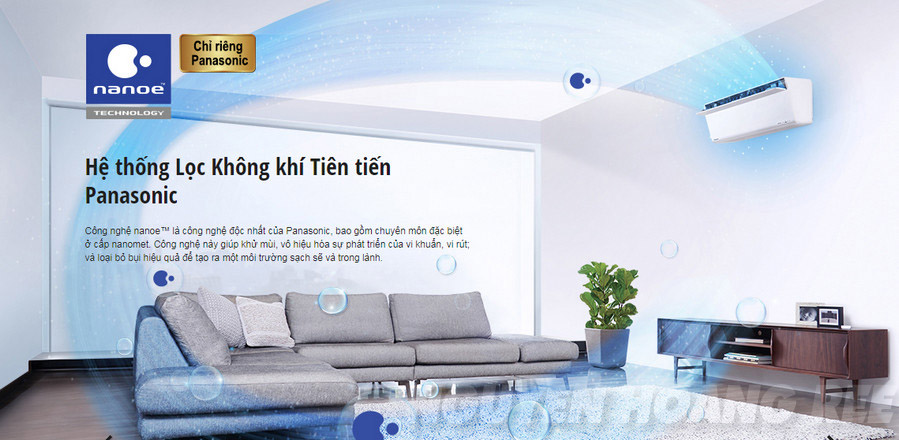 nanoe™
TECHNOLOGY
Chỉ riêng
Panasonic
Hệ thống Lọc Không khí Tiên tiến
Panasonic
Công nghệ nanoe™ là công nghệ độc nhất của Panasonic, bao gồm chuyên môn đặc biệt
ở cấp nanomet. Công nghệ này giúp khử mùi, vô hiệu hóa sự phát triển của vi khuẩn, vi rút;
và loại bỏ bụi hiệu quả để tạo ra một môi trường sạch sẽ và trong lành.
NGUYEN HOANG RVE